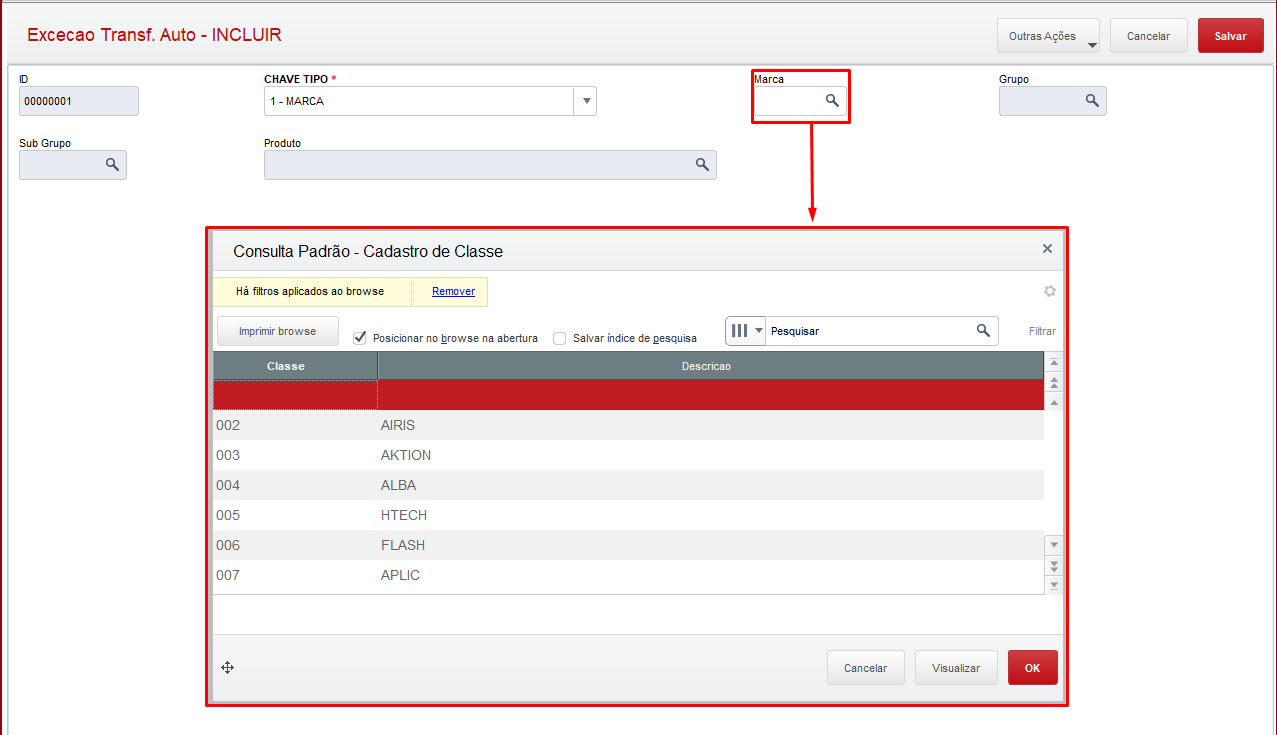 Excecao Transf. Auto - INCLUIR
Outras Ações
Cancelar
Salvar
ID
CHAVE TIPO *
Marca
Grupo
00000001
1 - MARCA
Sub Grupo
Produto
Consulta Padrão - Cadastro de Classe
Há filtros aplicados ao browse
Remover
Imprimir browse
Posicionar no browse na abertura
Salvar índice de pesquisa
Pesquisar
Filtrar
Classe
Descricao
002 AIRIS
003 AKTION
004 ALBA
005 HTECH
006 FLASH
007 APLIC
Cancelar
Visualizar
OK